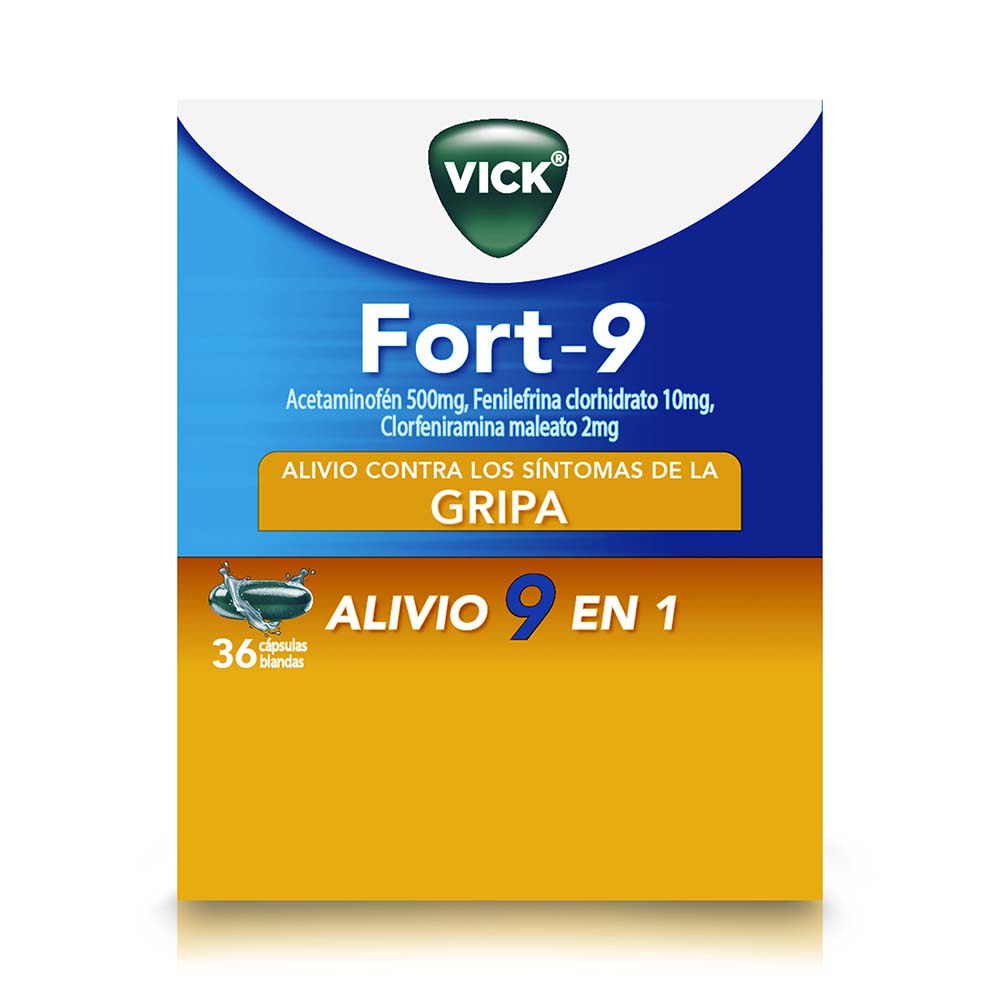 VICK®
Fort-9
Acetaminofén 500mg, Fenilefrina clorhidrato 10mg,
Clorfeniramina maleato 2mg
ALIVIO CONTRA LOS SÍNTOMAS DE LA
GRIPA
ALIVIO 9 EN 1
36 cápsulas
blandas